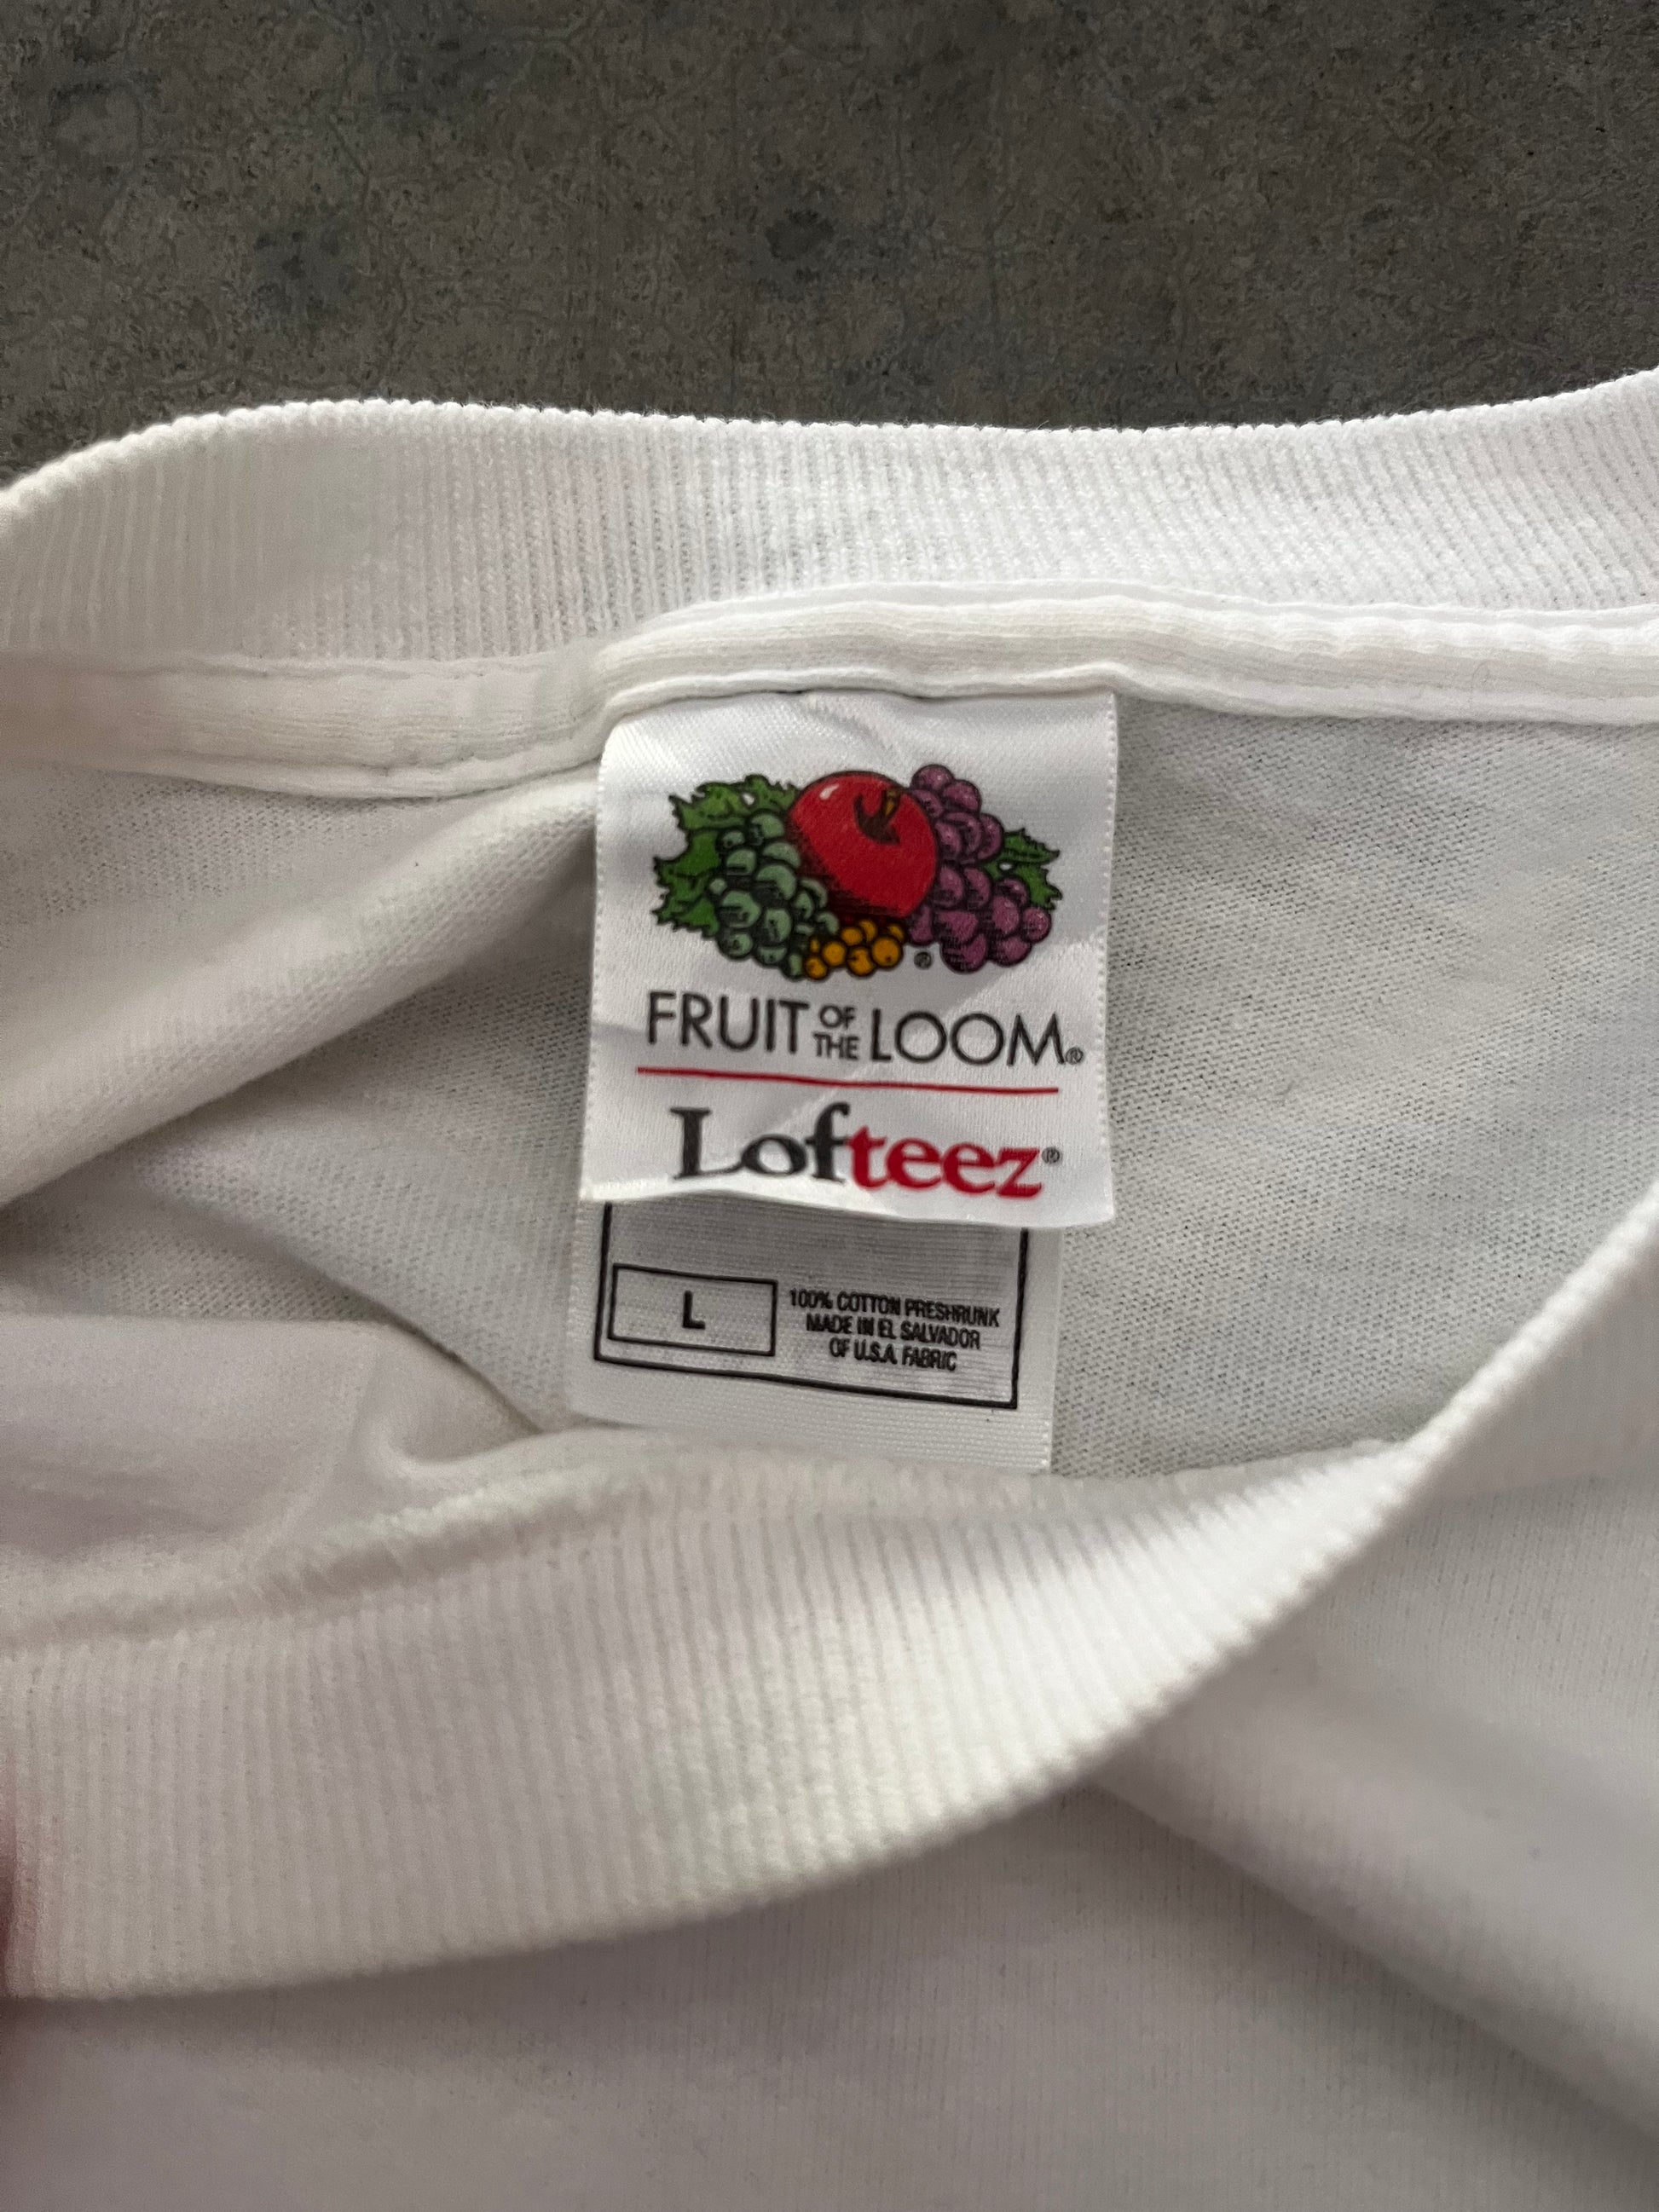 ®
FRUIT OF THE LOOM®
Lofteez®
L
100% COTTON PRESHRUNK
MADE IN EL SALVADOR
OF U.S.A. FABRIC